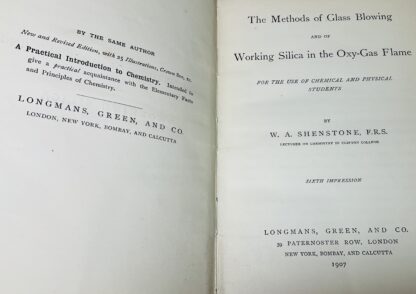 BY THE SAME AUTHOR
New and Revised Edition, with 25 Illustrations, Crown 8vo, 2s.
A Practical Introduction to Chemistry. Intended to
give a practical acquaintance with the Elementary Facts
and Principles of Chemistry.
LONGMANS, GREEN, AND CO.
LONDON, NEW YORK, BOMBAY, AND CALCUTTA
The Methods of Glass Blowing
AND OF
Working Silica in the Oxy-Gas Flame
FOR THE USE OF CHEMICAL AND PHYSICAL
STUDENTS
BY
W. A. SHENSTONE, F.R.S.
LECTURER ON CHEMISTRY IN CLIFTON COLLEGE
SIXTH IMPRESSION
LONGMANS, GREEN, AND CO.
39 PATERNOSTER ROW, LONDON
NEW YORK, BOMBAY, AND CALCUTTA
1907